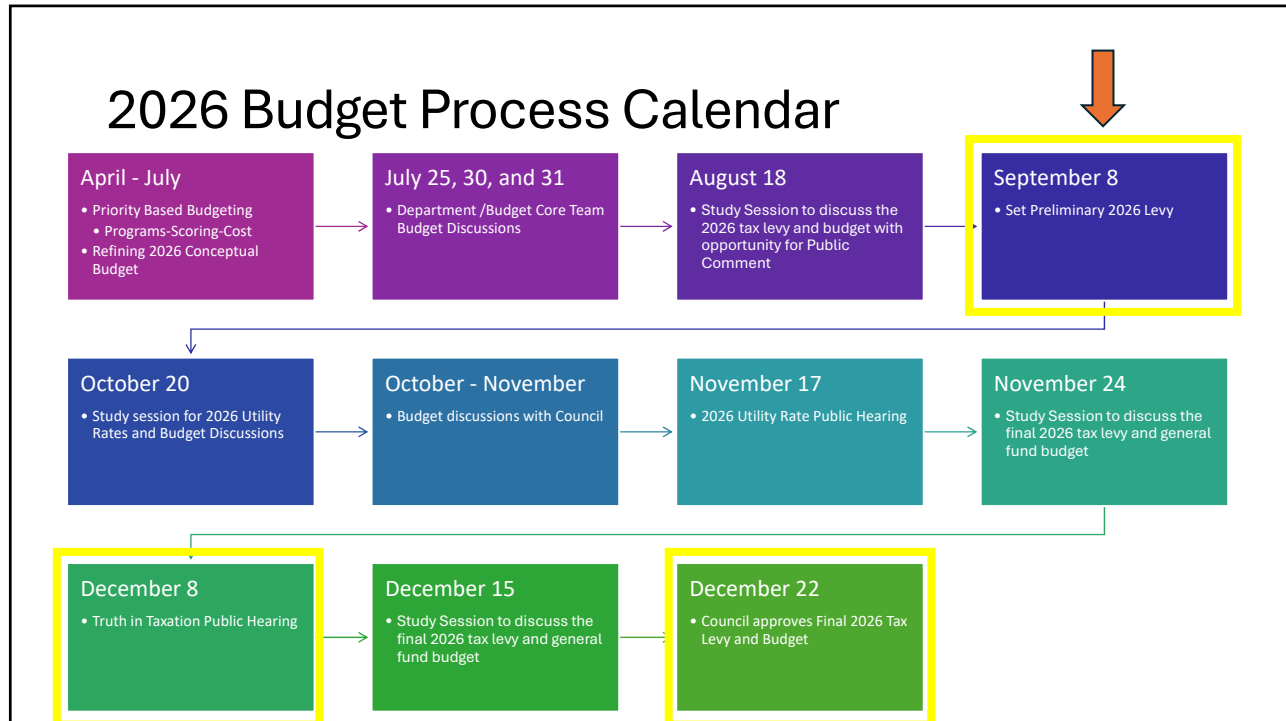 2026 Budget Process Calendar
April - July
• Priority Based Budgeting
• Programs-Scoring-Cost
• Refining 2026 Conceptual
Budget
July 25, 30, and 31
• Department /Budget Core Team
Budget Discussions
August 18
• Study Session to discuss the
2026 tax levy and budget with
opportunity for Public
Comment
September 8
• Set Preliminary 2026 Levy
October 20
• Study session for 2026 Utility
Rates and Budget Discussions
October - November
• Budget discussions with Council
November 17
• 2026 Utility Rate Public Hearing
November 24
• Study Session to discuss the
final 2026 tax levy and general
fund budget
December 8
• Truth in Taxation Public Hearing
December 15
• Study Session to discuss the
final 2026 tax levy and general
fund budget
December 22
• Council approves Final 2026 Tax
Levy and Budget